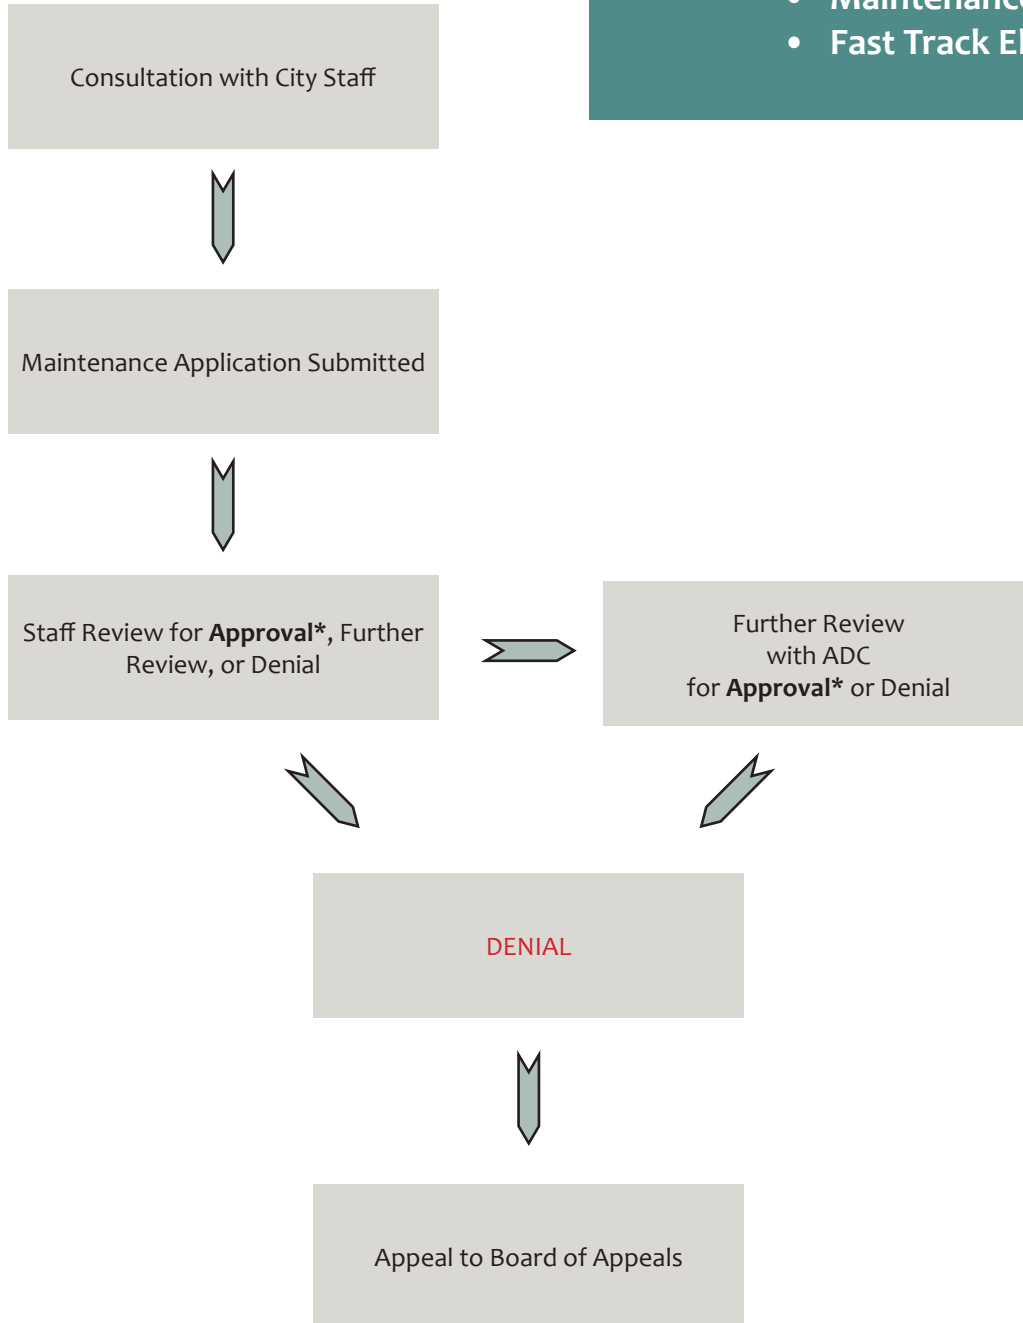 • Maintenance
• Fast Track
Consultation with City Staff
Maintenance Application Submitted
Staff Review for Approval*, Further
Review, or Denial
Further Review
with ADC
for Approval* or Denial
DENIAL
Appeal to Board of Appeals